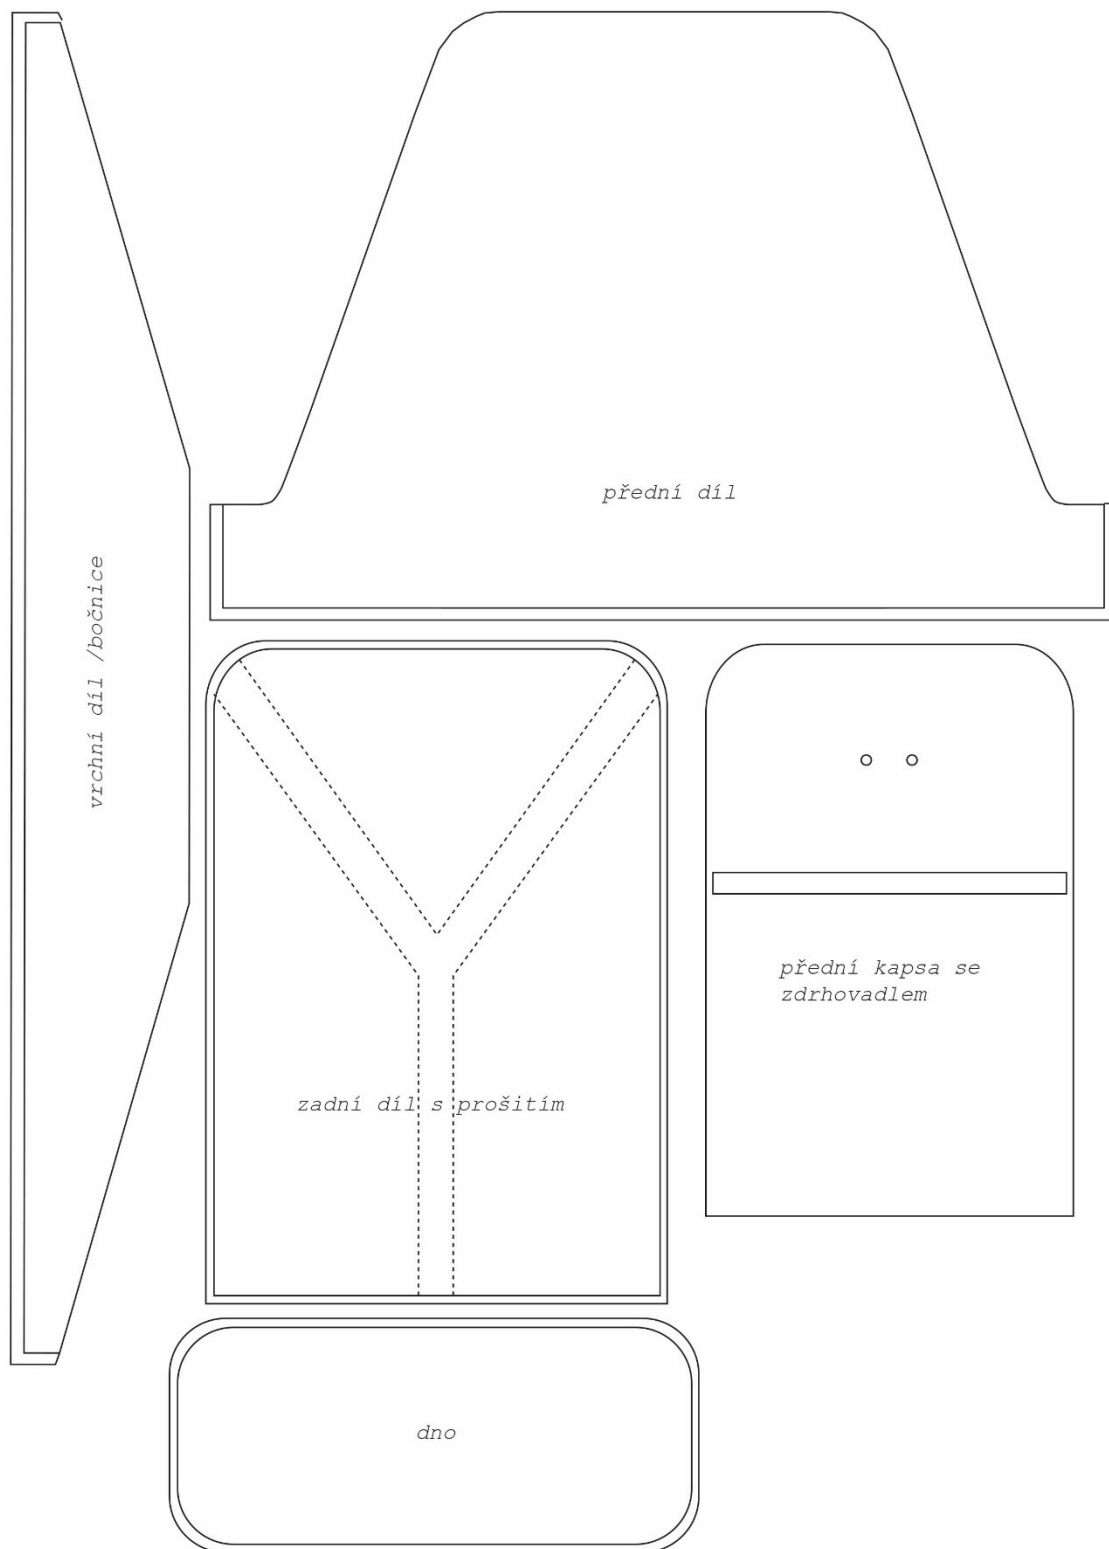 přední díl
vrchní díl /bočnice
přední kapsa se
zdrhovadlem
zadní díl s prošitím
dno